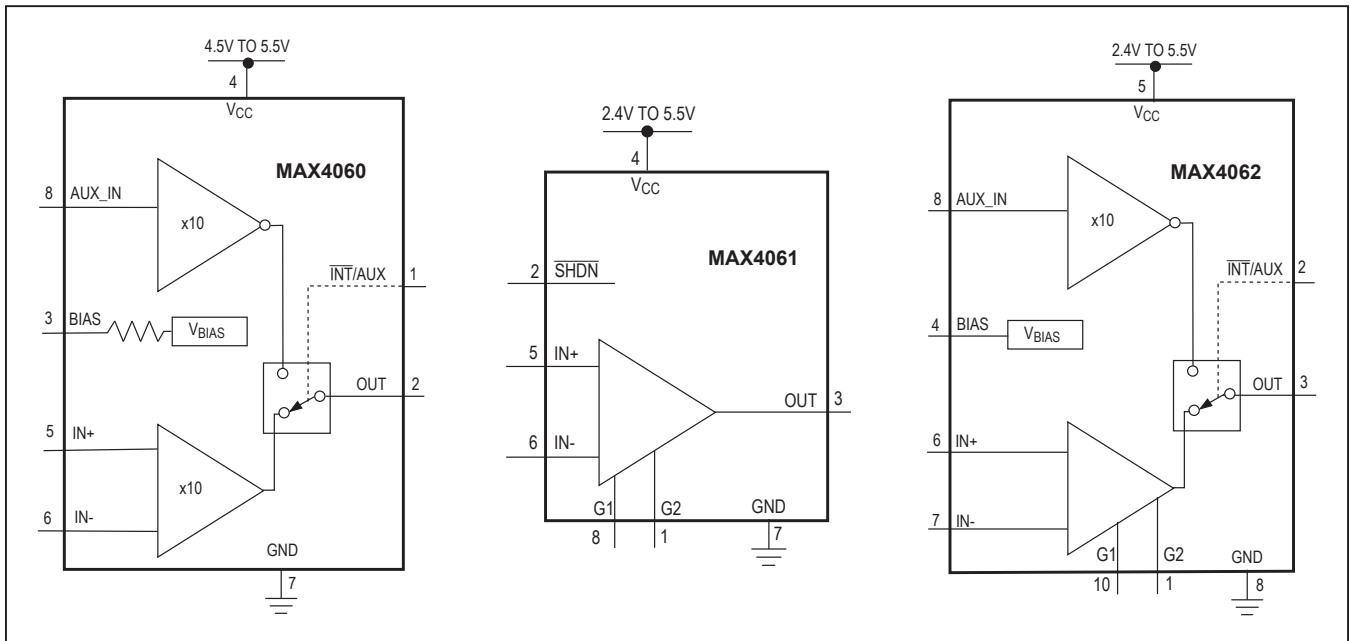 4.5V TO 5.5V
4
VCC
MAX4060
8 AUX_IN
x10
INT/AUX 1
3 BIAS
VBIAS
OUT 2
5 IN+
x10
6 IN-
GND
7
2.4V TO 5.5V
4
VCC
MAX4061
2 SHDN
5 IN+
OUT 3
6 IN-
G1 G2
GND
8 1
7
2.4V TO 5.5V
5
VCC
MAX4062
8 AUX_IN
x10
INT/AUX 2
4 BIAS
VBIAS
OUT 3
6 IN+
7 IN-
G1 G2
GND
10 1
8